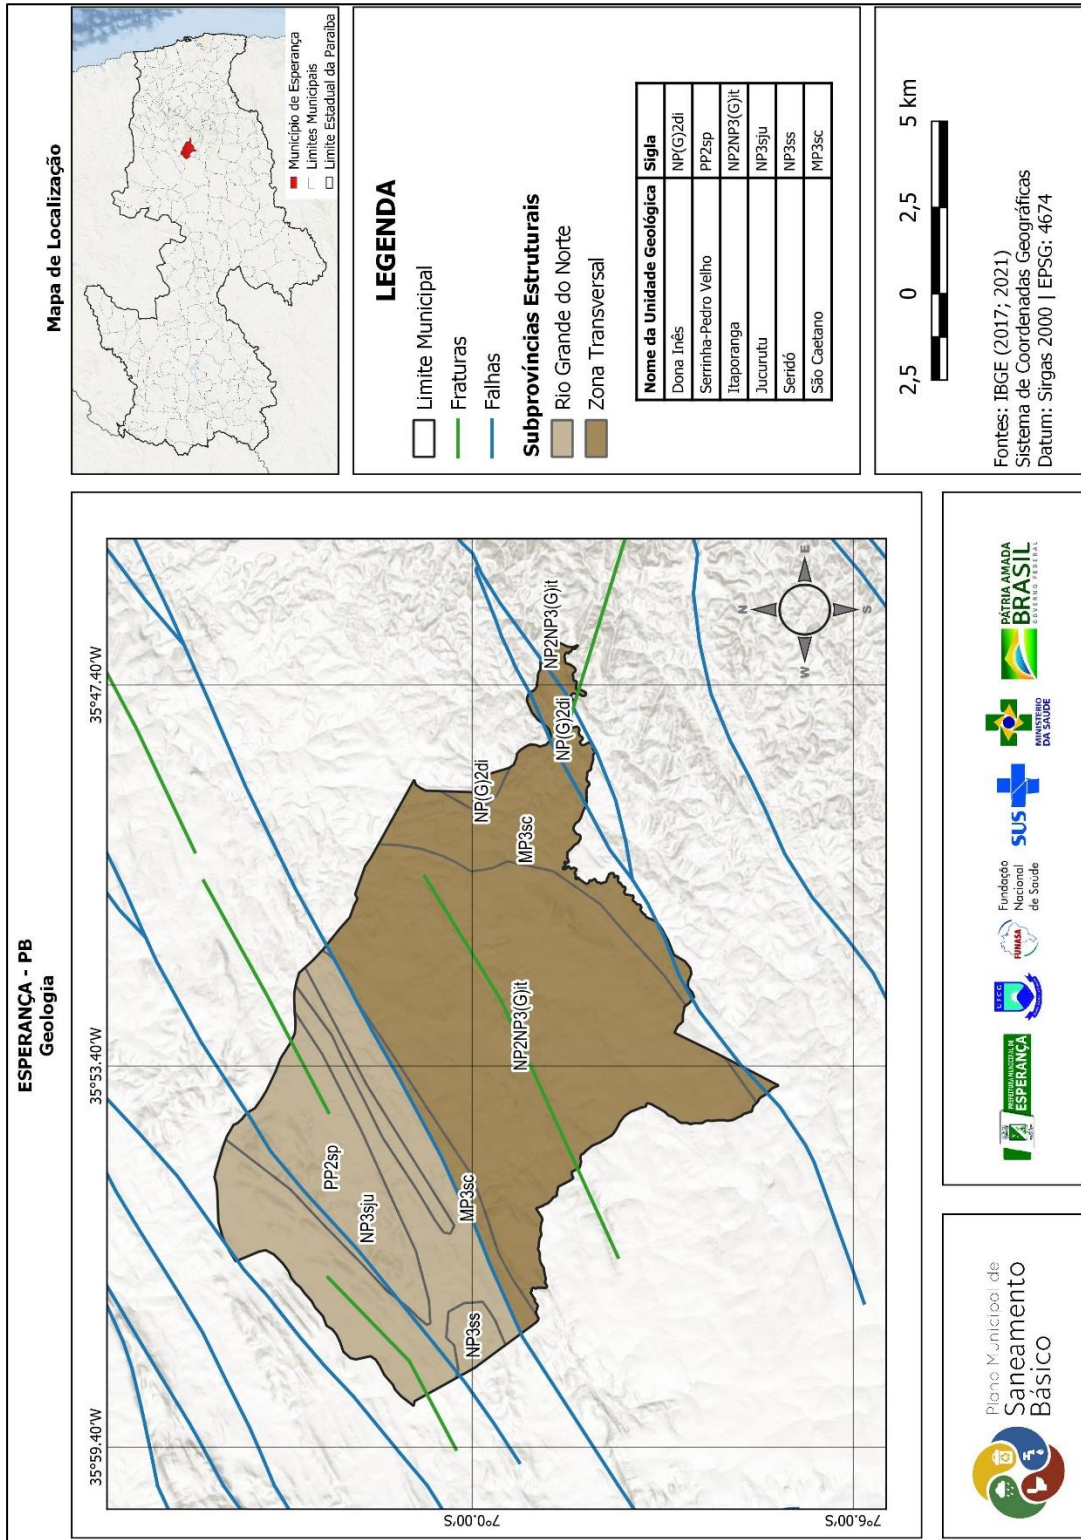 ESPERANÇA - PB
Geologia
35°59.40'W
35°53.40'W
35°47.40'W
7°0.00'S
7°6.00'S
PP2sp
NP3sju
NP3ss
MP3sc
NP2NP3(G)it
MP3sc
NP(G)2di
NP(G)2di
NP2NP3(G)it
N
W
E
S
Mapa de Localização
Município de Esperança
Limites Municipais
Limite Estadual da Paraíba
LEGENDA
Limite Municipal
Fraturas
Falhas
Subprovíncias Estruturais
Rio Grande do Norte
Zona Transversal
Nome da Unidade Geológica Sigla
Dona Inês NP(G)2di
Serrinha-Pedro Velho PP2sp
Itaporanga NP2NP3(G)it
Jucurutu NP3sju
Seridó NP3ss
São Caetano MP3sc
2,5 0 2,5 5 km
Fontes: IBGE (2017; 2021)
Sistema de Coordenadas Geográficas
Datum: Sirgas 2000 | EPSG: 4674
Plano Municipal de
Saneamento
Básico
PREFEITURA MUNICIPAL DE
ESPERANÇA
UFCG
FUNASA
Fundação
Nacional
de Saúde
SUS
MINISTÉRIO
DA SAÚDE
PÁTRIA AMADA
BRASIL
GOVERNO FEDERAL